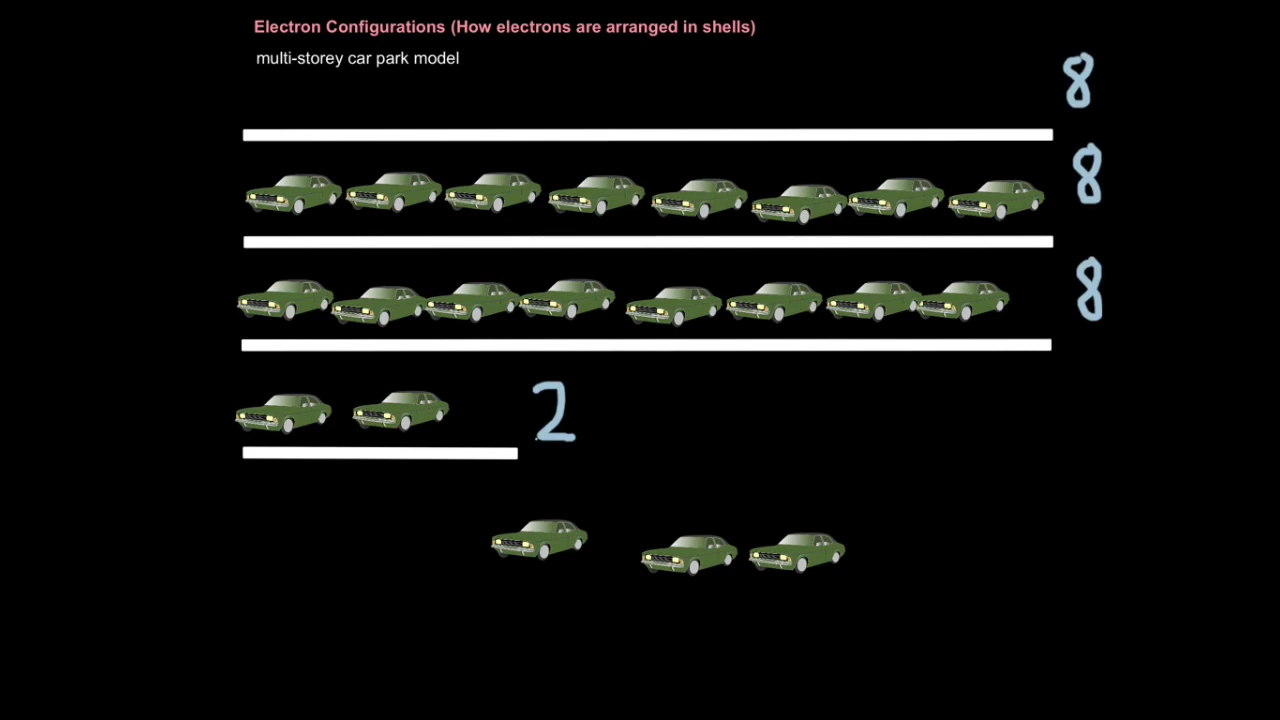 Electron Configurations (How electrons are arranged in shells)
multi-storey car park model
8
8
8
2